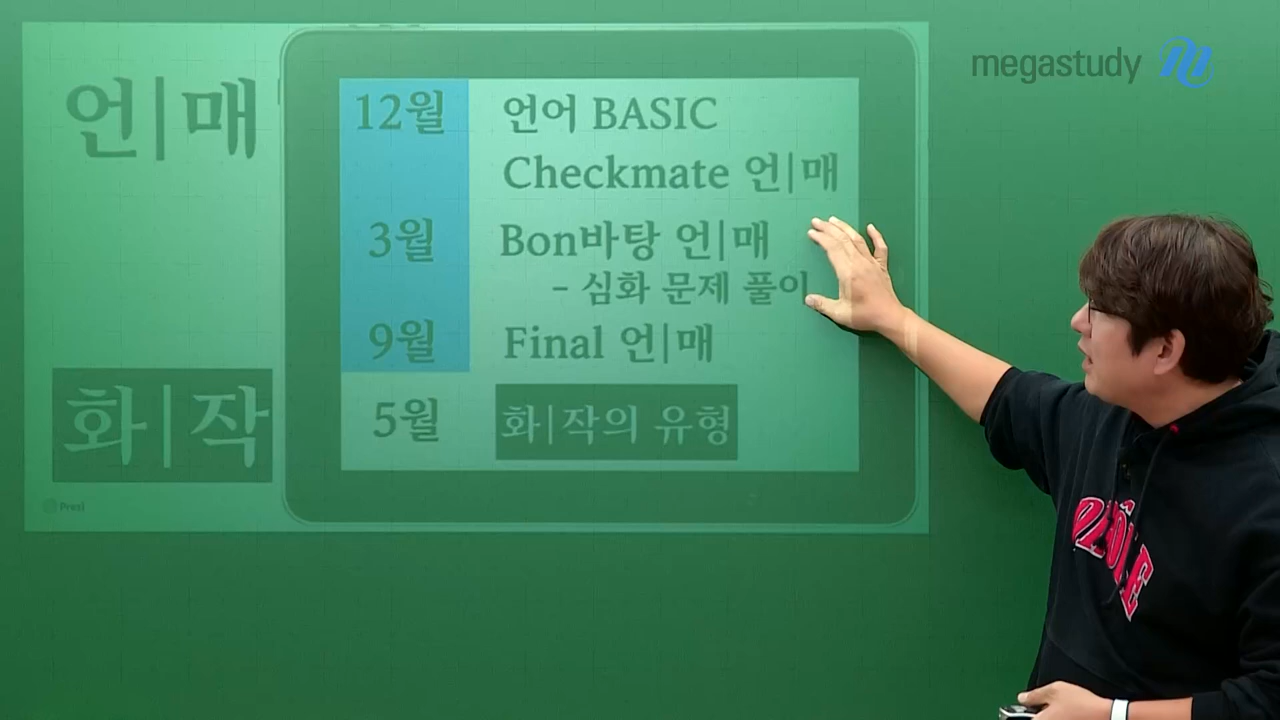 megastudy
언|매
12월 언어 BASIC
Checkmate 언|매
3월 Bon바탕 언|매
- 심화 문제 풀이
9월 Final 언|매
화|작
5월 화|작의 유형
Prezi